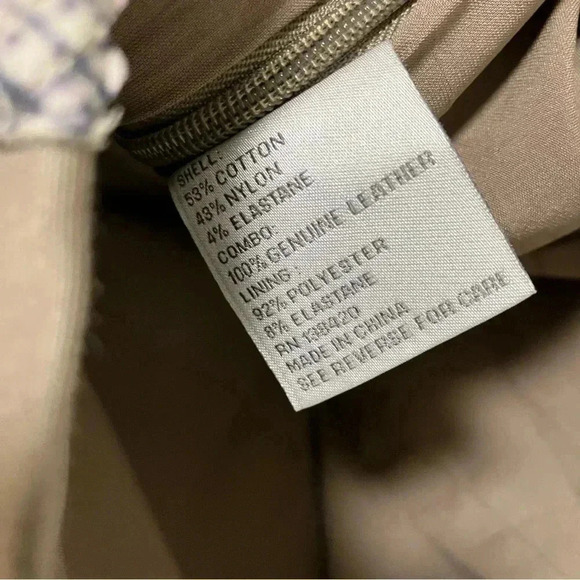 SHELL:
53% COTTON
43% NYLON
4% ELASTANE
COMBO:
100% GENUINE LEATHER
LINING:
92% POLYESTER
8% ELASTANE
RN 138420
MADE IN CHINA
SEE REVERSE FOR CARE